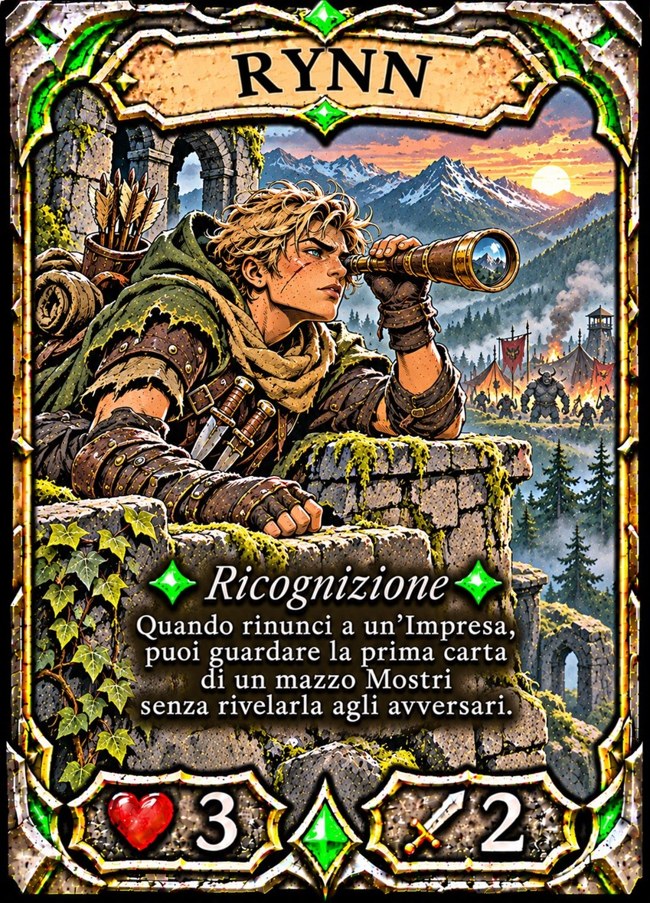 RYNN
Ricognizione
Quando rinunci a un'Impresa,
puoi guardare la prima carta
di un mazzo Mostri
senza rivelarla agli avversari.
3
1
2